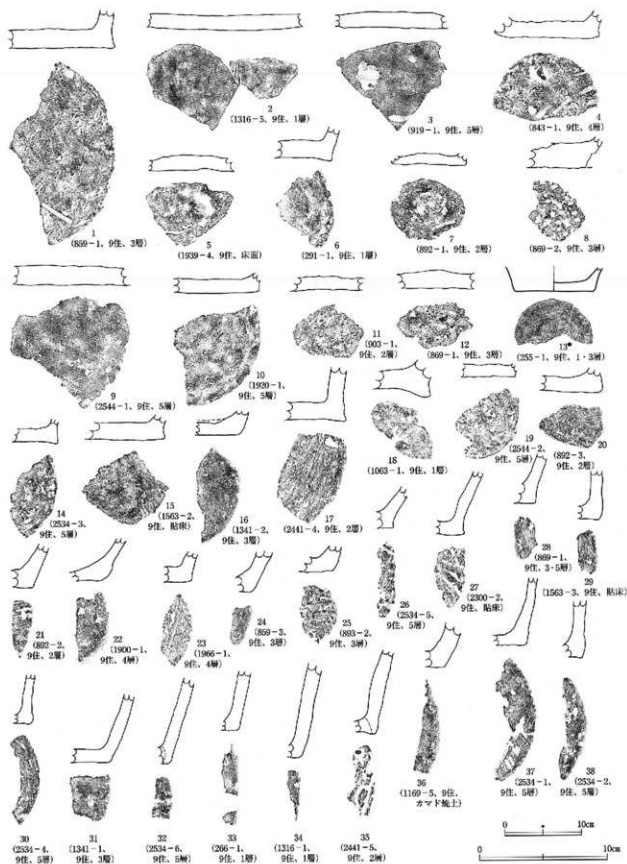 1
(859-1、9住、3層)
2
(1316-5、9住、1層)
3
(919-1、9住、5層)
4
(843-1、9住、4層)
5
(1939-4、9住、床面)
6
(291-1、9住、1層)
7
(892-1、9住、2層)
8
(869-2、9住、3層)
9
(2544-1、9住、5層)
10
(1920-1、
9住、5層)
11
(903-1、
9住、2層)
12
(869-1、9住、3層)
13●
(255-1、9住、1・3層)
14
(2534-3、
9住、5層)
15
(1563-2、
9住、貼床)
16
(1341-2、
9住、3層)
17
(2441-4、9住、2層)
18
(1063-1、9住、1層)
19
(2544-2、
9住、5層)
20
(892-3、
9住、2層)
21
(892-2、
9住、2層)
22
(1900-1、
9住、4層)
23
(1966-1、
9住、4層)
24
(859-3、
9住、3層)
25
(893-2、
9住、3層)
26
(2534-5、
9住、5層)
27
(2300-2、
9住、貼床)
28
(869-1、
9住、3・5層)
29
(1563-3、9住、貼床)
30
(2534-4、
9住、5層)
31
(1341-1、
9住、3層)
32
(2534-6、
9住、5層)
33
(266-1、
9住、1層)
34
(1316-1、
9住、1層)
35
(2441-5、
9住、2層)
36
(1169-5、9住、
カマド焼土)
37
(2534-1、
9住、5層)
38
(2534-2、
9住、5層)
0 ● 10cm
0 10cm